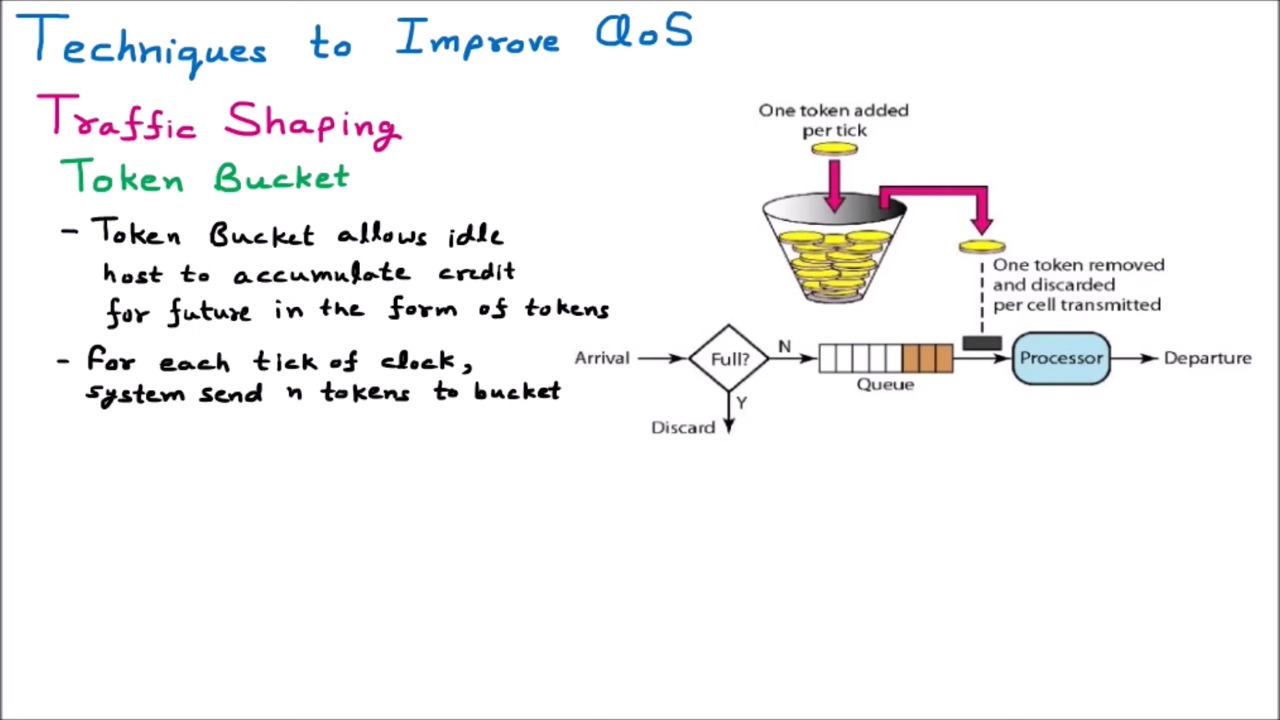 Techniques to Improve QoS
Traffic Shaping
Token Bucket
- Token Bucket allows idle
host to accumulate credit
for future in the form of tokens
- For each tick of clock,
system send n tokens to bucket
One token added
per tick
One token removed
and discarded
per cell transmitted
Arrival
Full?
N
Queue
Processor
Departure
Y
Discard